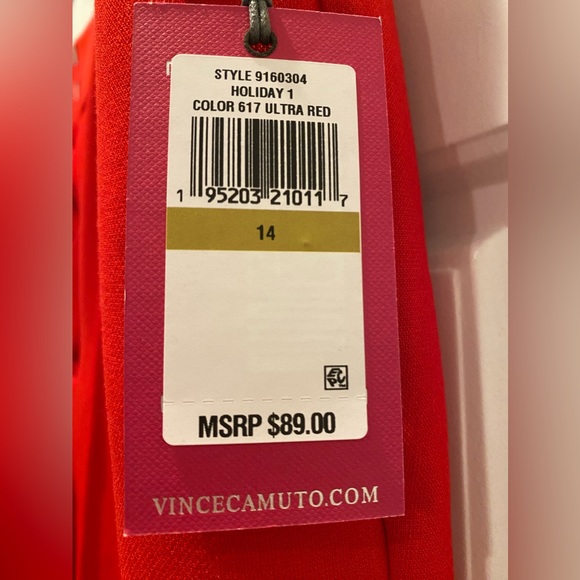 STYLE 9160304
HOLIDAY 1
COLOR 617 ULTRA RED
1 95203 21011 7
14
MSRP $89.00
VINCECAMUTO.COM